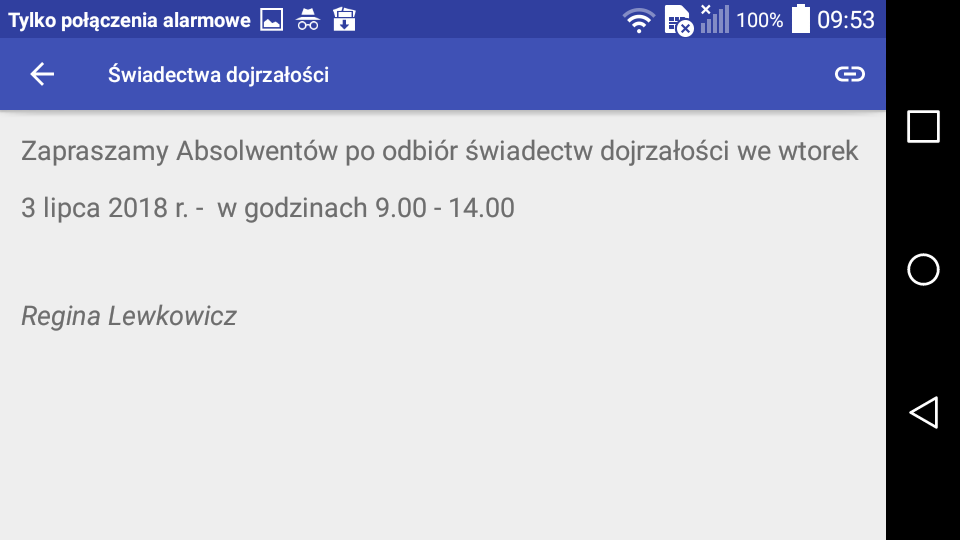 Tylko połączenia alarmowe 100% 09:53
Świadectwa dojrzałości
Zapraszamy Absolwentów po odbiór świadectw dojrzałości we wtorek
3 lipca 2018 r. -  w godzinach 9.00 - 14.00
Regina Lewkowicz